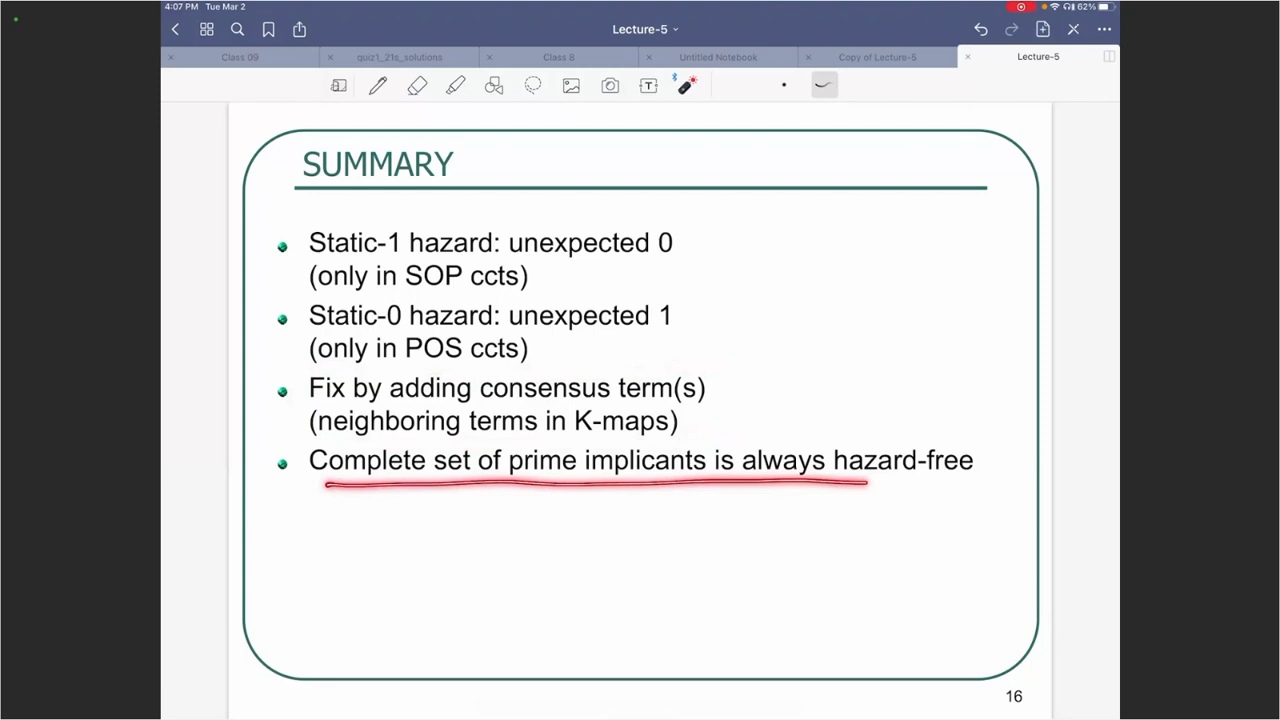 4:07 PM Tue Mar 2
62%
Lecture-5
Class 09
quiz1_21s_solutions
Class 8
Untitled Notebook
Copy of Lecture-5
Lecture-5
T
SUMMARY
Static-1 hazard: unexpected 0
(only in SOP ccts)
Static-0 hazard: unexpected 1
(only in POS ccts)
Fix by adding consensus term(s)
(neighboring terms in K-maps)
Complete set of prime implicants is always hazard-free
16